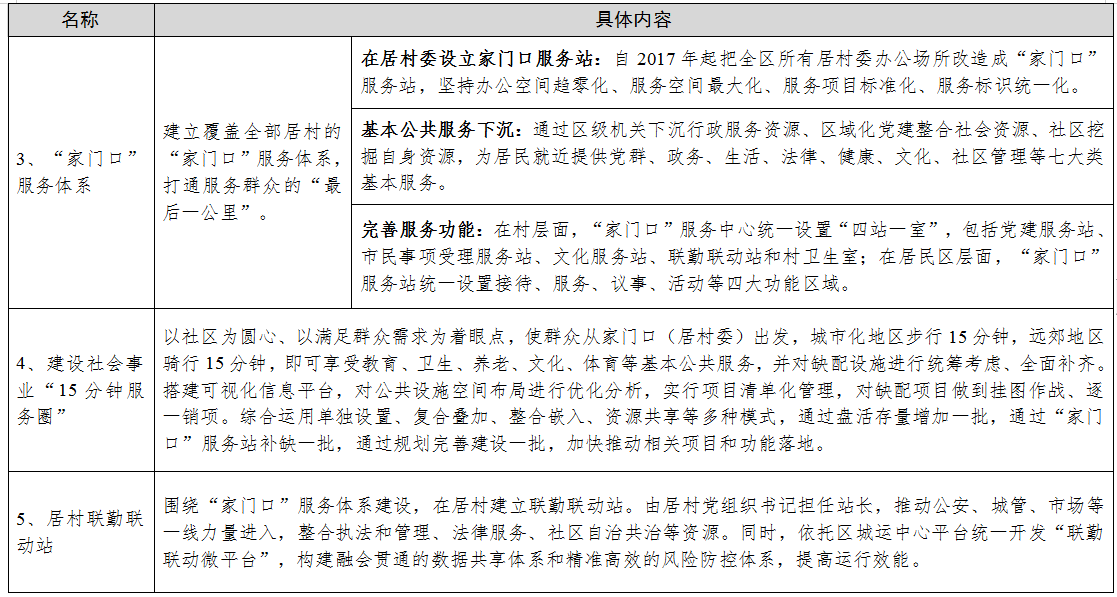 名称
具体内容
3、“家门口”
服务体系
建立覆盖全部居村的
“家门口”服务体系，
打通服务群众的“最
后一公里”。
在居村委设立家门口服务站：自 2017 年起把全区所有居村委办公场所改造成“家门口”
服务站，坚持办公空间趋零化、服务空间最大化、服务项目标准化、服务标识统一化。
基本公共服务下沉：通过区级机关下沉行政服务资源、区域化党建整合社会资源、社区挖
掘自身资源，为居民就近提供党群、政务、生活、法律、健康、文化、社区管理等七大类
基本服务。
完善服务功能：在村层面，“家门口”服务中心统一设置“四站一室”，包括党建服务站、
市民事项受理服务站、文化服务站、联勤联动站和村卫生室；在居民区层面，“家门口”
服务站统一设置接待、服务、议事、活动等四大功能区域。
4、建设社会事
业“15 分钟服
务圈”
以社区为圆心、以满足群众需求为着眼点，使群众从家门口（居村委）出发，城市化地区步行 15 分钟，远郊地区
骑行 15 分钟，即可享受教育、卫生、养老、文化、体育等基本公共服务，并对缺配设施进行统筹考虑、全面补齐。
搭建可视化信息平台，对公共设施空间布局进行优化分析，实行项目清单化管理，对缺配项目做到挂图作战、逐
一销项。综合运用单独设置、复合叠加、整合嵌入、资源共享等多种模式，通过盘活存量增加一批，通过“家门
口”服务站补缺一批，通过规划完善建设一批，加快推动相关项目和功能落地。
5、居村联勤联
动站
围绕“家门口”服务体系建设，在居村建立联勤联动站。由居村党组织书记担任站长，推动公安、城管、市场等
一线力量进入，整合执法和管理、法律服务、社区自治共治等资源。同时，依托区城运中心平台统一开发“联勤
联动微平台”，构建融会贯通的数据共享体系和精准高效的风险防控体系，提高运行效能。